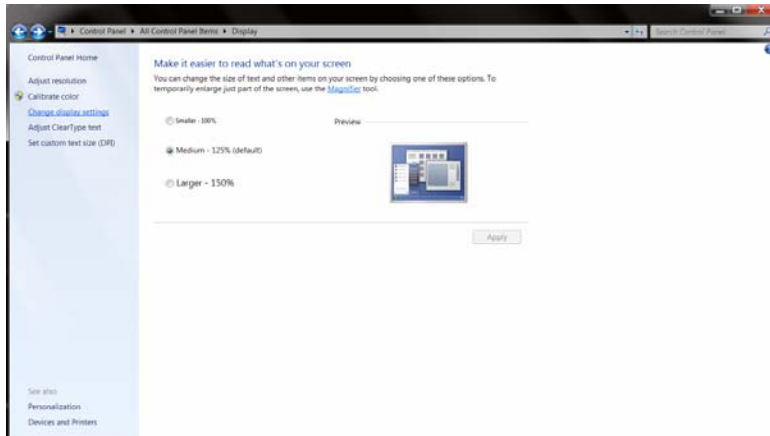 Control Panel ▸ All Control Panel Items ▸ Display
Search Control Panel
Control Panel Home
Adjust resolution
Calibrate color
Change display settings
Adjust ClearType text
Set custom text size (DPI)
Make it easier to read what's on your screen
You can change the size of text and other items on your screen by choosing one of these options. To
temporarily enlarge just part of the screen, use the Magnifier tool.
Smaller - 100%
Preview
Medium - 125% (default)
Larger - 150%
Apply
See also
Personalization
Devices and Printers